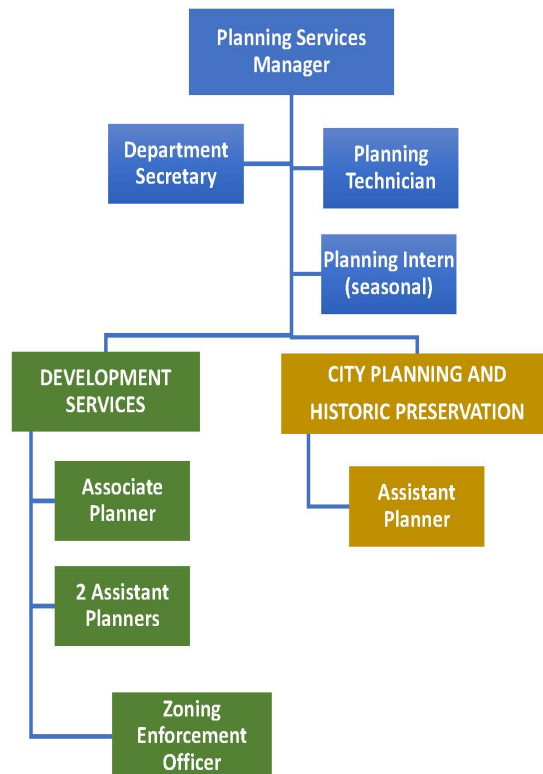 Planning Services
Manager
Department
Secretary
Planning
Technician
Planning Intern
(seasonal)
DEVELOPMENT
SERVICES
CITY PLANNING AND
HISTORIC PRESERVATION
Associate
Planner
Assistant
Planner
2 Assistant
Planners
Zoning
Enforcement
Officer